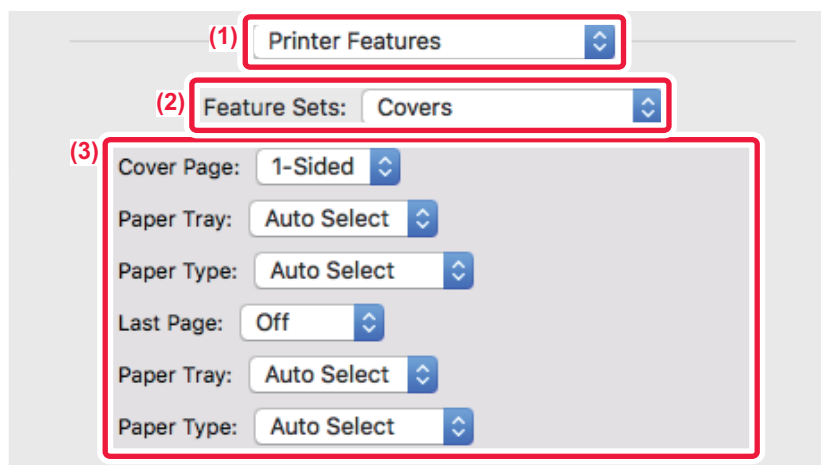 (1) Printer Features
(2) Feature Sets: Covers
(3)
Cover Page: 1-Sided
Paper Tray: Auto Select
Paper Type: Auto Select
Last Page: Off
Paper Tray: Auto Select
Paper Type: Auto Select